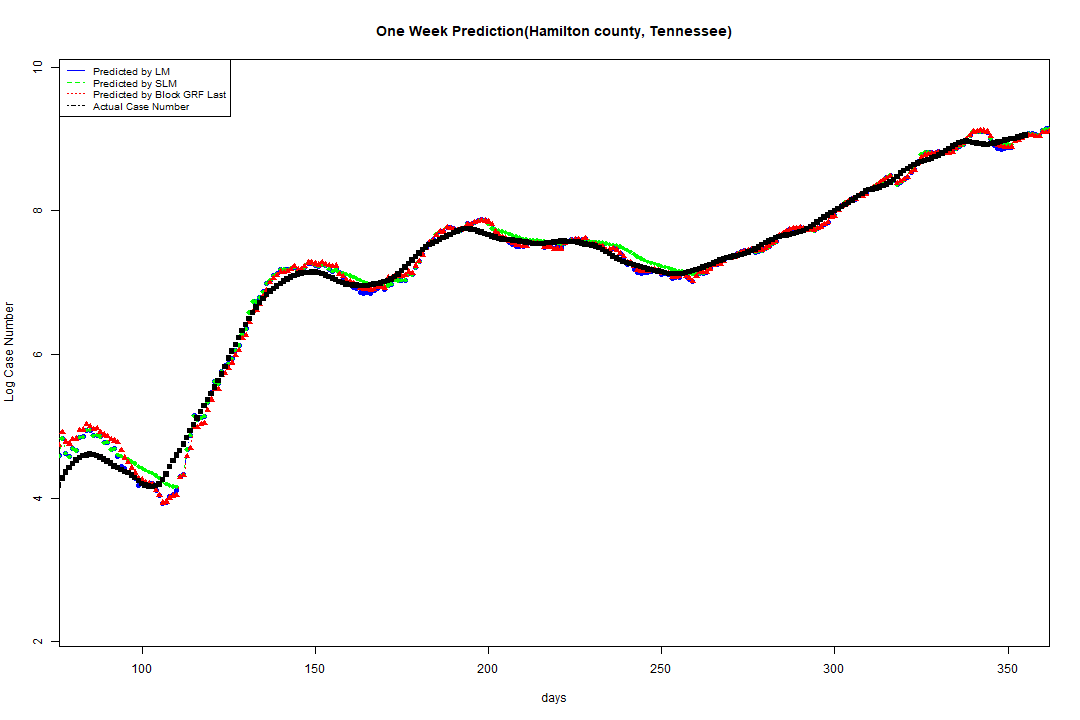 One Week Prediction(Hamilton county, Tennessee)
Predicted by LM
Predicted by SLM
Predicted by Block GRF Last
Actual Case Number
10
8
6
4
2
Log Case Number
100 150 200 250 300 350
days